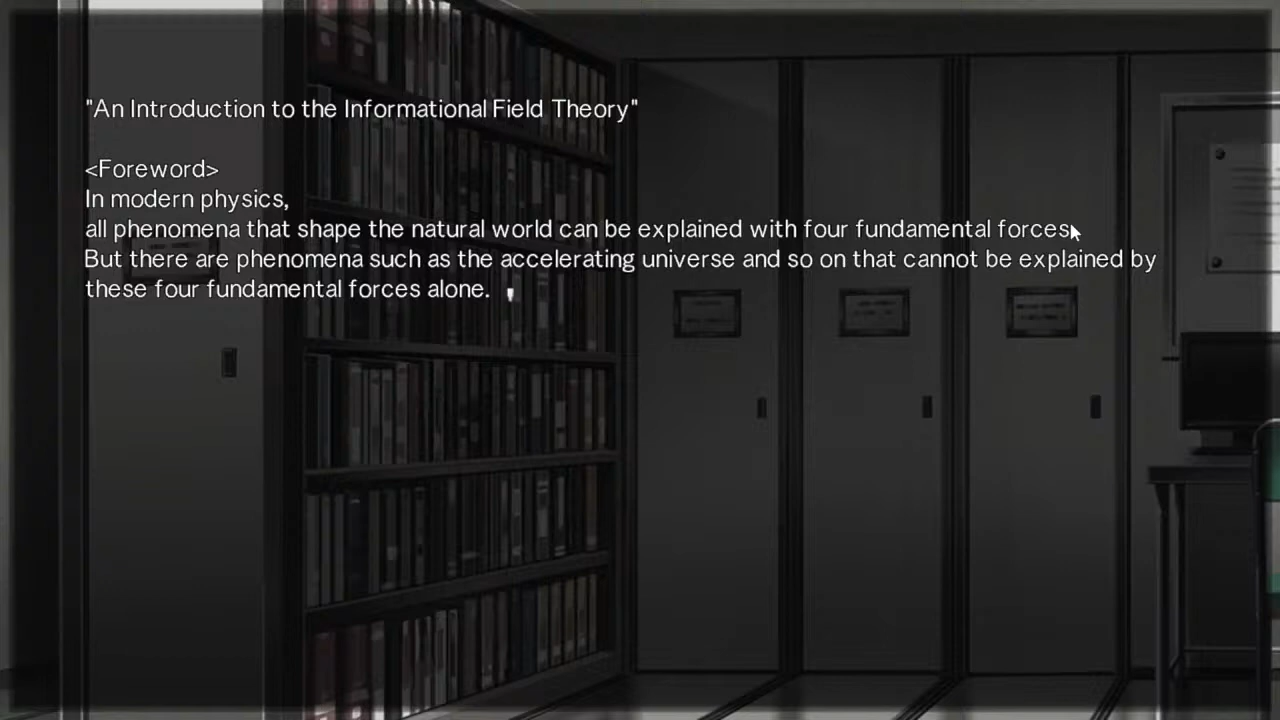 "An Introduction to the Informational Field Theory"
<Foreword>
In modern physics,
all phenomena that shape the natural world can be explained with four fundamental forces.
But there are phenomena such as the accelerating universe and so on that cannot be explained by
these four fundamental forces alone.